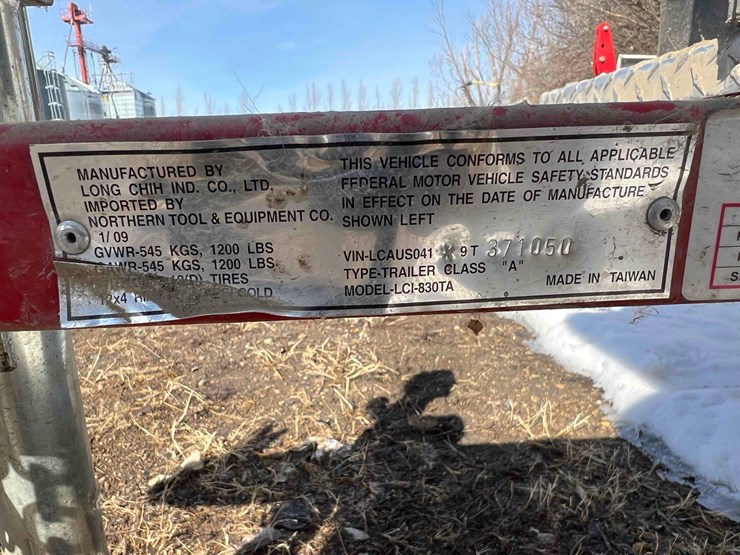 MANUFACTURED BY
LONG CHIH IND. CO., LTD,
IMPORTED BY
NORTHERN TOOL & EQUIPMENT CO.
1/09
GVWR-545 KGS, 1200 LBS
GAWR-545 KGS, 1200 LBS
TIRES
12x4
COLD
THIS VEHICLE CONFORMS TO ALL APPLICABLE
FEDERAL MOTOR VEHICLE SAFETY STANDARDS
IN EFFECT ON THE DATE OF MANUFACTURE
SHOWN LEFT
VIN-LCAUS041 9T 371050
TYPE-TRAILER CLASS "A"
MODEL-LCI-830TA
MADE IN TAIWAN